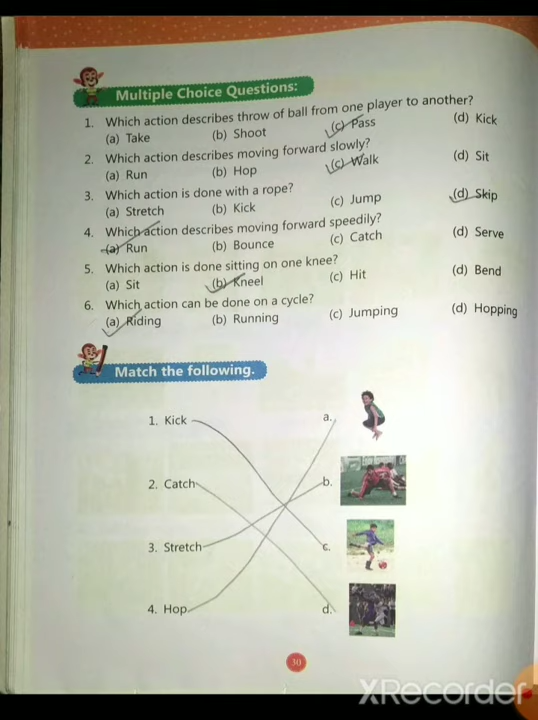 Multiple Choice Questions:
1. Which action describes throw of ball from one player to another?
(a) Take (b) Shoot (c) Pass (d) Kick
2. Which action describes moving forward slowly?
(a) Run (b) Hop (c) Walk (d) Sit
3. Which action is done with a rope?
(a) Stretch (b) Kick (c) Jump (d) Skip
4. Which action describes moving forward speedily?
(a) Run (b) Bounce (c) Catch (d) Serve
5. Which action is done sitting on one knee?
(a) Sit (b) Kneel (c) Hit (d) Bend
6. Which action can be done on a cycle?
(a) Riding (b) Running (c) Jumping (d) Hopping
Match the following.
1. Kick a.
2. Catch b.
3. Stretch c.
4. Hop d.
30
XRecorder